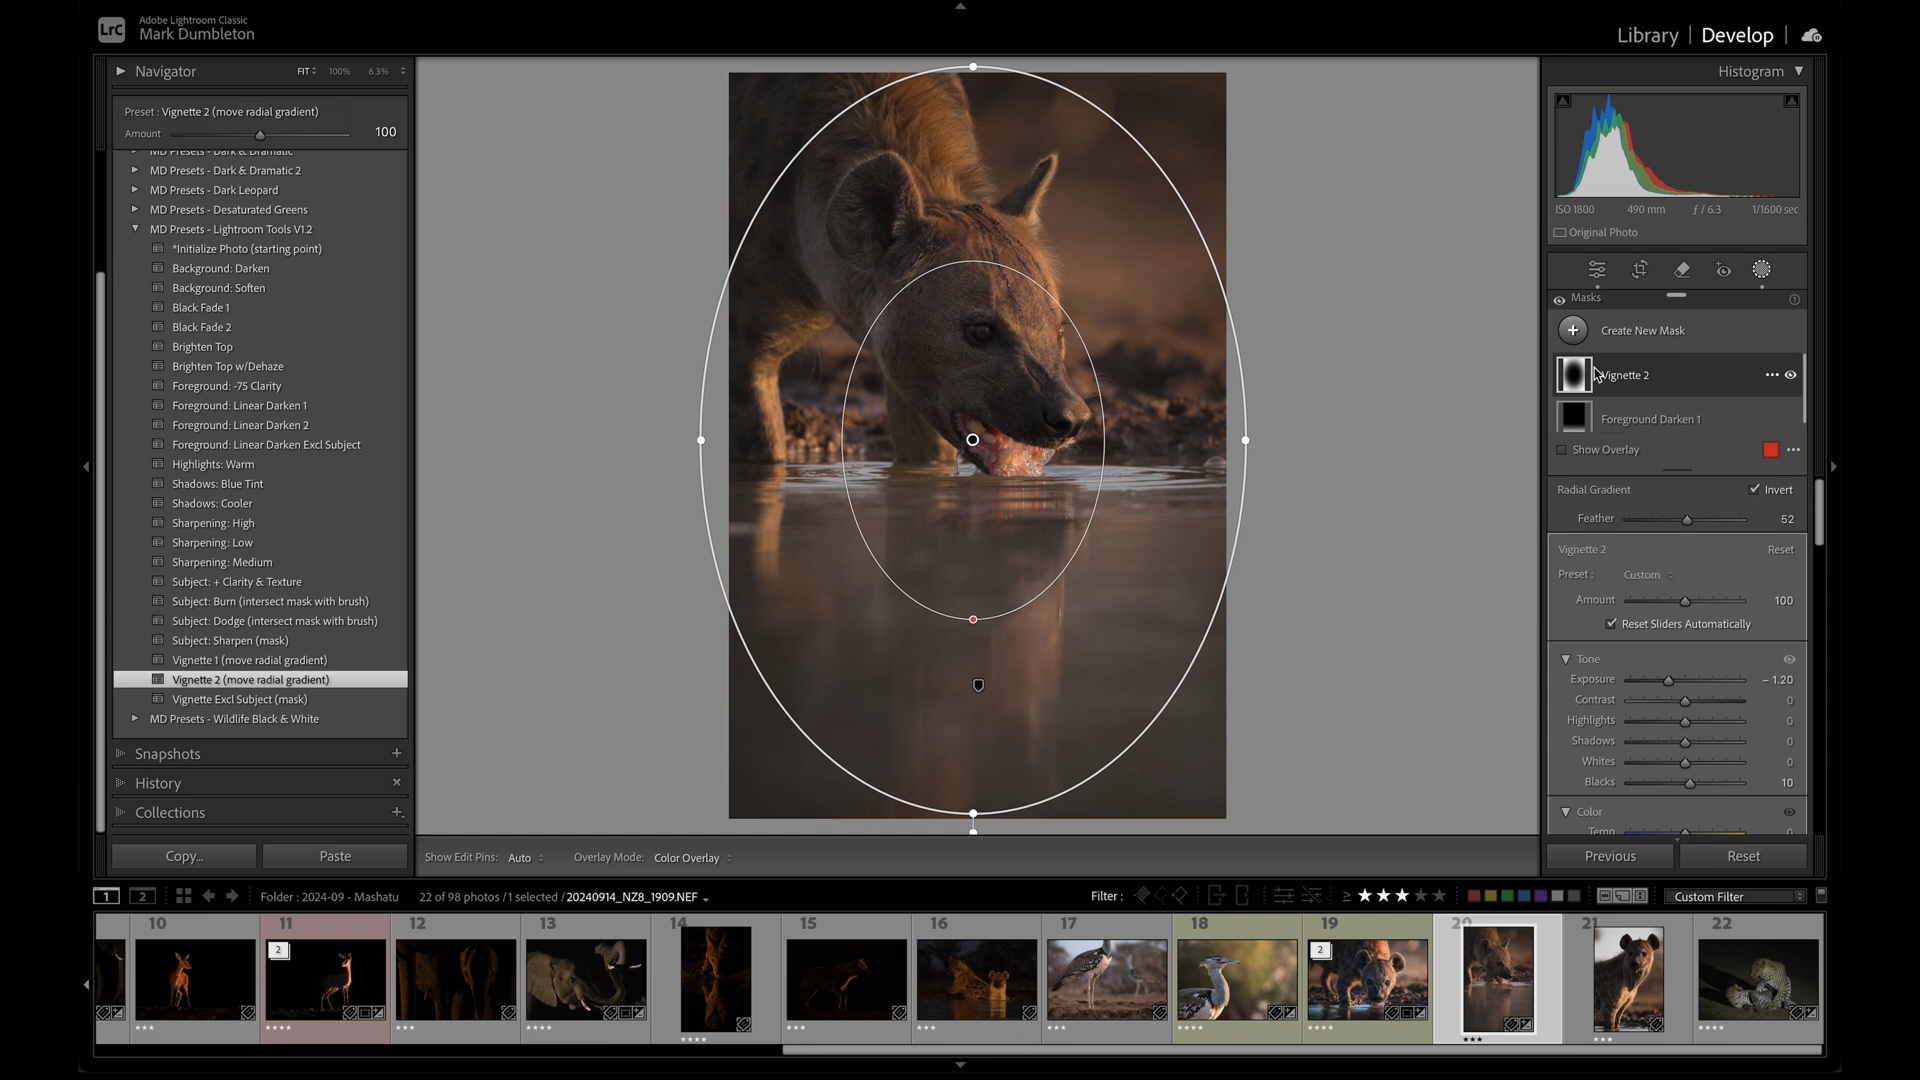 LrC
Adobe Lightroom Classic
Mark Dumbleton
Library | Develop |
Navigator
FIT
100%
6.3%
Preset : Vignette 2 (move radial gradient)
Amount
100
MD Presets - Dark & Dramatic
MD Presets - Dark & Dramatic 2
MD Presets - Dark Leopard
MD Presets - Desaturated Greens
MD Presets - Lightroom Tools V1.2
*Initialize Photo (starting point)
Background: Darken
Background: Soften
Black Fade 1
Black Fade 2
Brighten Top
Brighten Top w/Dehaze
Foreground: -75 Clarity
Foreground: Linear Darken 1
Foreground: Linear Darken 2
Foreground: Linear Darken Excl Subject
Highlights: Warm
Shadows: Blue Tint
Shadows: Cooler
Sharpening: High
Sharpening: Low
Sharpening: Medium
Subject: + Clarity & Texture
Subject: Burn (intersect mask with brush)
Subject: Dodge (intersect mask with brush)
Subject: Sharpen (mask)
Vignette 1 (move radial gradient)
Vignette 2 (move radial gradient)
Vignette Excl Subject (mask)
MD Presets - Wildlife Black & White
Snapshots
History
Collections
Copy...
Paste
Show Edit Pins: Auto
Overlay Mode: Color Overlay
Histogram
ISO 1800
490 mm
ƒ / 6.3
1/1600 sec
Original Photo
Masks
Create New Mask
Vignette 2
Foreground Darken 1
Show Overlay
Radial Gradient
Invert
Feather
52
Vignette 2
Reset
Preset :
Custom
Amount
100
Reset Sliders Automatically
Tone
Exposure
– 1.20
Contrast
0
Highlights
0
Shadows
0
Whites
0
Blacks
10
Color
Temp
0
Previous
Reset
1
2
Folder : 2024-09 - Mashatu
22 of 98 photos /1 selected /20240914_NZ8_1909.NEF
Filter :
≥ ★★★★★
Custom Filter
10
11
12
13
14
15
16
17
18
19
20
21
22
2
2